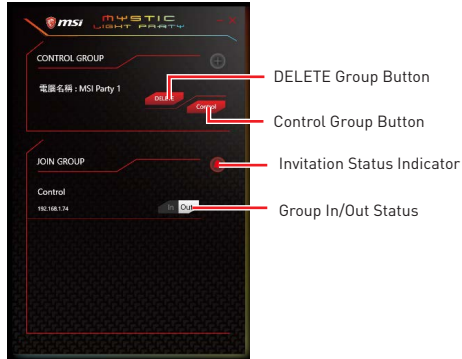 msi MYSTIC LIGHT PARTY
CONTROL GROUP
電腦名稱 : MSI Party 1
DELETE
Control
JOIN GROUP
Control
192.168.1.74
In Out
DELETE Group Button
Control Group Button
Invitation Status Indicator
Group In/Out Status